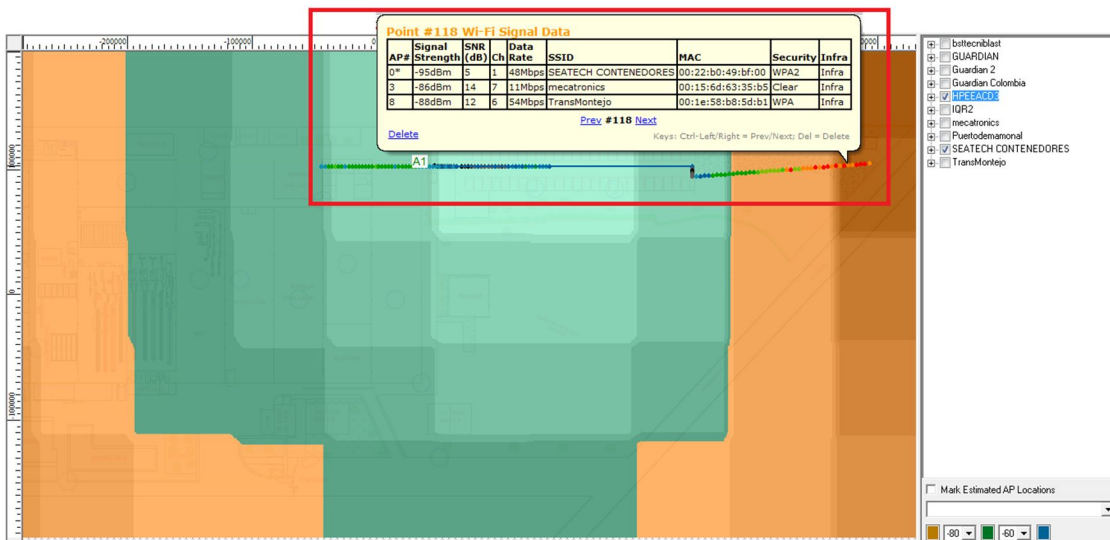 -200000
-100000
Point #118 Wi-Fi Signal Data
AP# Signal Strength SNR (dB) Ch Data Rate SSID MAC Security Infra
0* -95dBm 5 1 48Mbps SEATECH CONTENEDORES 00:22:b0:49:bf:00 WPA2 Infra
3 -86dBm 14 7 11Mbps mecatronics 00:15:6d:63:35:b5 Clear Infra
8 -88dBm 12 6 54Mbps TransMontejo 00:1e:58:b8:5d:b1 WPA Infra
Prev #118 Next
Delete Keys: Ctrl-Left/Right = Prev/Next; Del = Delete
A1
0
-100000
bsttecniblast
GUARDIAN
Guardian 2
Guardian Colombia
HPEEACD3
IQR2
mecatronics
Puertodemamonal
SEATECH CONTENEDORES
TransMontejo
Mark Estimated AP Locations
-80 -60